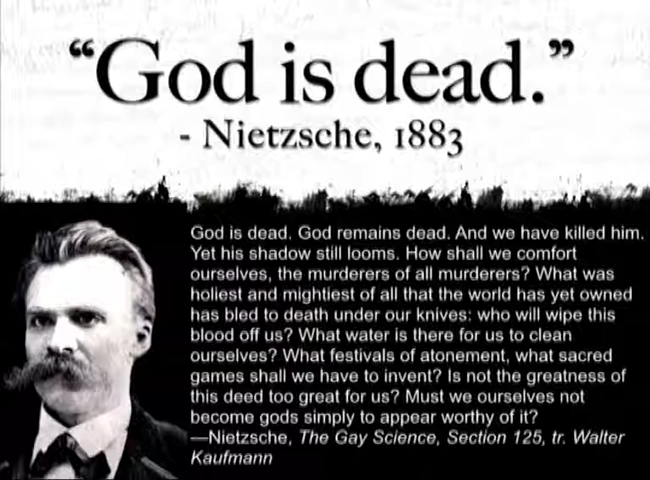 “God is dead.”
- Nietzsche, 1883
God is dead. God remains dead. And we have killed him.
Yet his shadow still looms. How shall we comfort
ourselves, the murderers of all murderers? What was
holiest and mightiest of all that the world has yet owned
has bled to death under our knives: who will wipe this
blood off us? What water is there for us to clean
ourselves? What festivals of atonement, what sacred
games shall we have to invent? Is not the greatness of
this deed too great for us? Must we ourselves not
become gods simply to appear worthy of it?
—Nietzsche, The Gay Science, Section 125, tr. Walter
Kaufmann